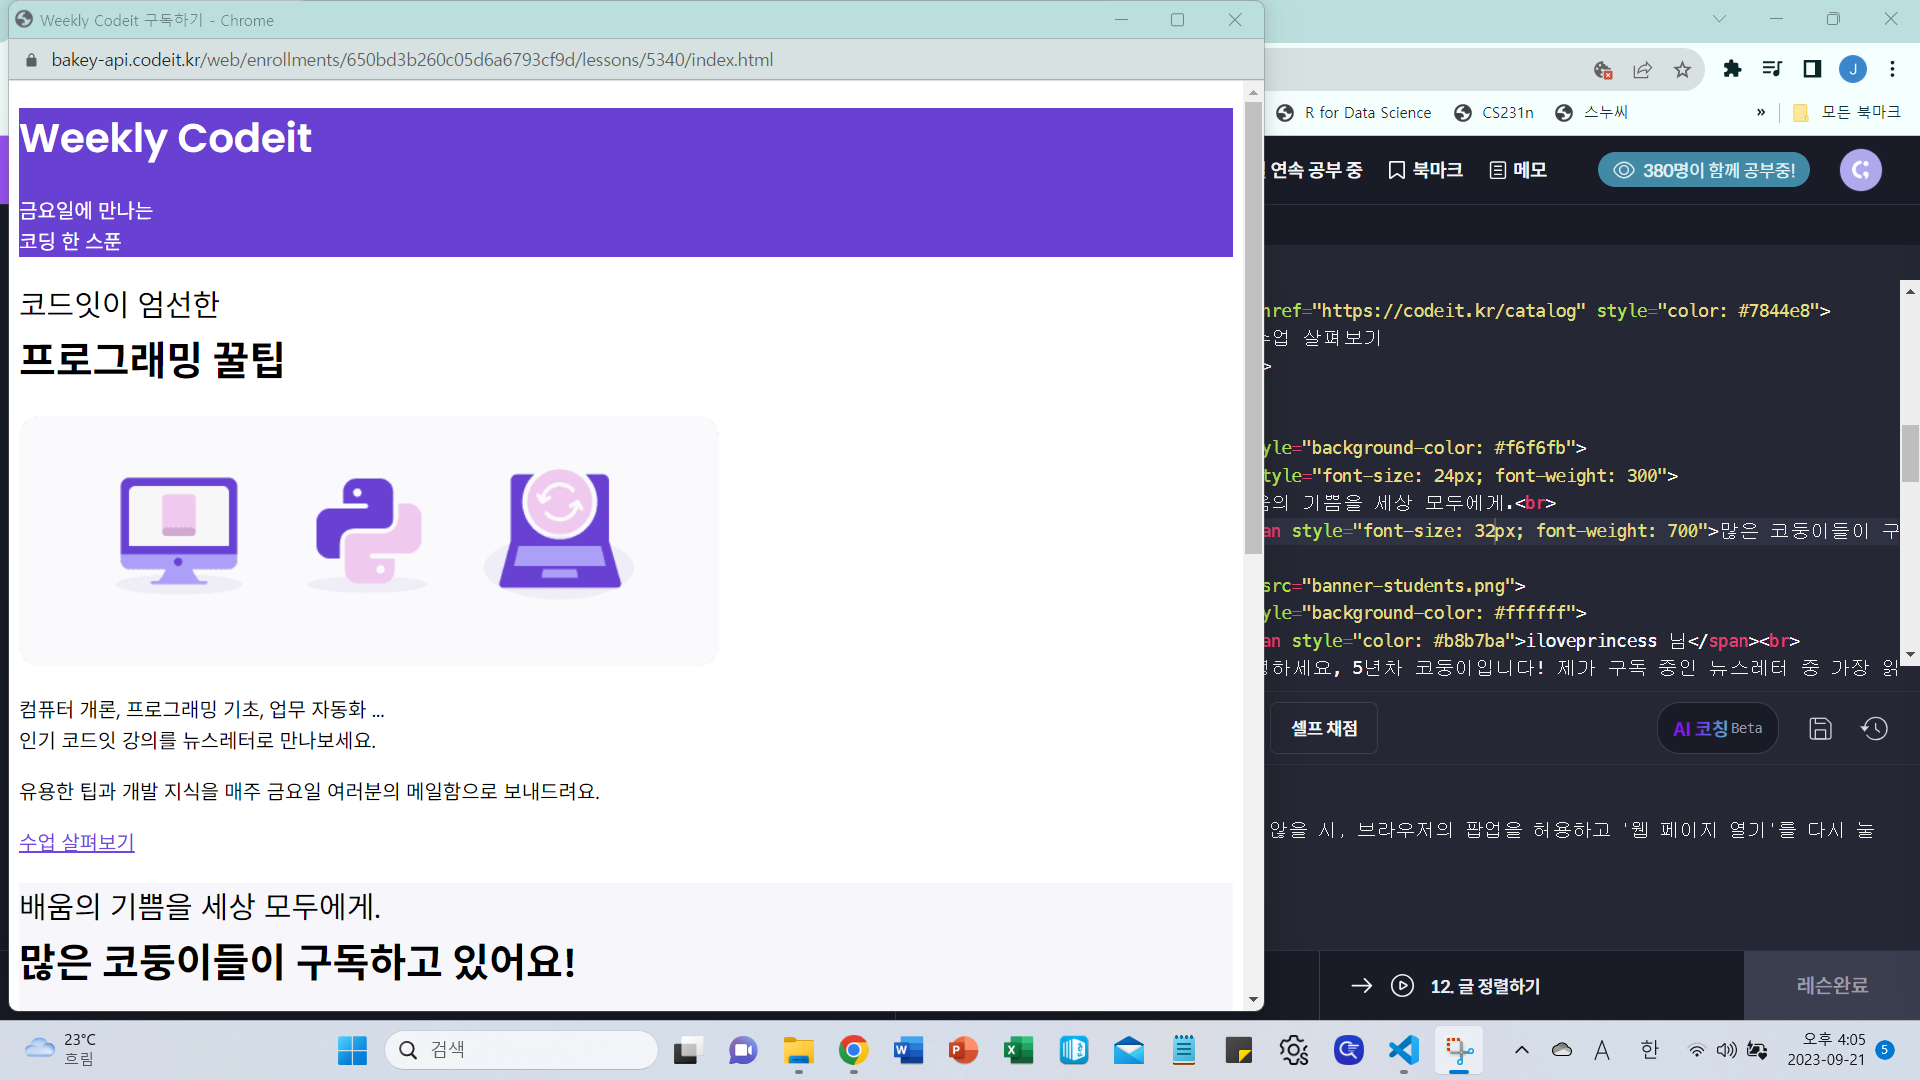 Weekly Codeit 구독하기 - Chrome
bakey-api.codeit.kr/web/enrollments/650bd3b260c05d6a6793cf9d/lessons/5340/index.html
Weekly Codeit
금요일에 만나는
코딩 한 스푼
코드잇이 엄선한
프로그래밍 꿀팁
컴퓨터 개론, 프로그래밍 기초, 업무 자동화 ...
인기 코드잇 강의를 뉴스레터로 만나보세요.
유용한 팁과 개발 지식을 매주 금요일 여러분의 메일함으로 보내드려요.
수업 살펴보기
배움의 기쁨을 세상 모두에게.
많은 코둥이들이 구독하고 있어요!
J
R for Data Science
CS231n
스누씨
»
모든 북마크
연속 공부 중
북마크
메모
380명이 함께 공부중!
href="https://codeit.kr/catalog" style="color: #7844e8">
수업 살펴보기
>
yle="background-color: #f6f6fb">
tyle="font-size: 24px; font-weight: 300">
움의 기쁨을 세상 모두에게.<br>
an style="font-size: 32px; font-weight: 700">많은 코둥이들이 구
src="banner-students.png">
yle="background-color: #ffffff">
an style="color: #b8b7ba">iloveprincess 님</span><br>
녕하세요, 5년차 코둥이입니다! 제가 구독 중인 뉴스레터 중 가장 읽
셀프 채점
AI 코칭 Beta
않을 시, 브라우저의 팝업을 허용하고 '웹 페이지 열기'를 다시 눌
12. 글 정렬하기
레슨완료
23°C
흐림
검색
A
한
오후 4:05
2023-09-21
5